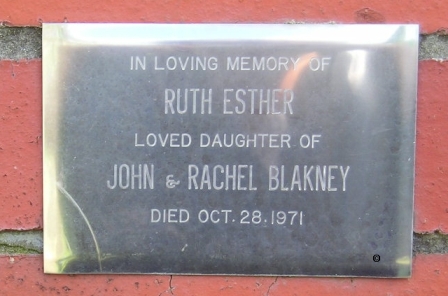 IN LOVING MEMORY OF
RUTH ESTHER
LOVED DAUGHTER OF
JOHN & RACHEL BLAKNEY
DIED OCT. 28. 1971